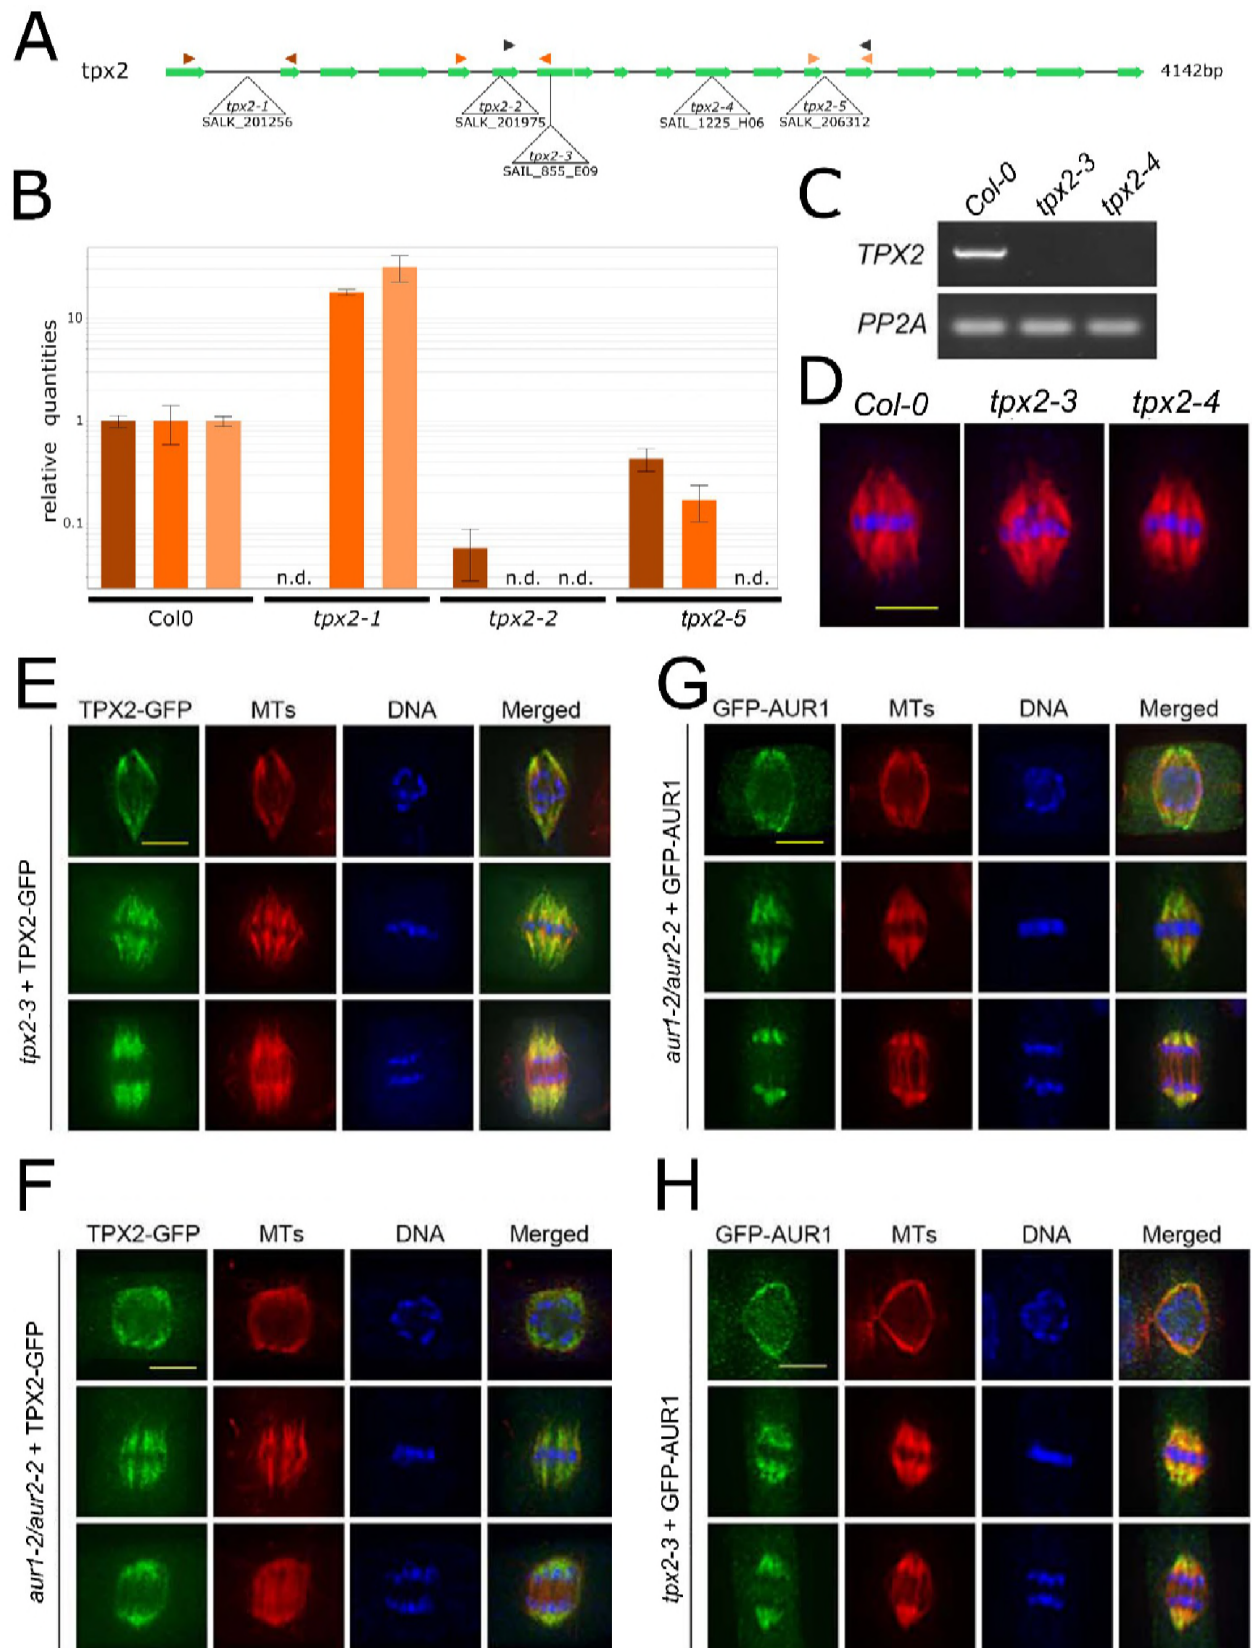 A
tpx2
4142bp
tpx2-1
SALK_201256
tpx2-2
SALK_201975
tpx2-3
SAIL_855_E09
tpx2-4
SAIL_1225_H06
tpx2-5
SALK_206312
B
relative quantities
10
1
0.1
n.d.
n.d.
n.d.
n.d.
Col0
tpx2-1
tpx2-2
tpx2-5
C
Col-0
tpx2-3
tpx2-4
TPX2
PP2A
D
Col-0
tpx2-3
tpx2-4
E
TPX2-GFP
MTs
DNA
Merged
tpx2-3 + TPX2-GFP
G
GFP-AUR1
MTs
DNA
Merged
aur1-2/aur2-2 + GFP-AUR1
F
TPX2-GFP
MTs
DNA
Merged
aur1-2/aur2-2 + TPX2-GFP
H
GFP-AUR1
MTs
DNA
Merged
tpx2-3 + GFP-AUR1